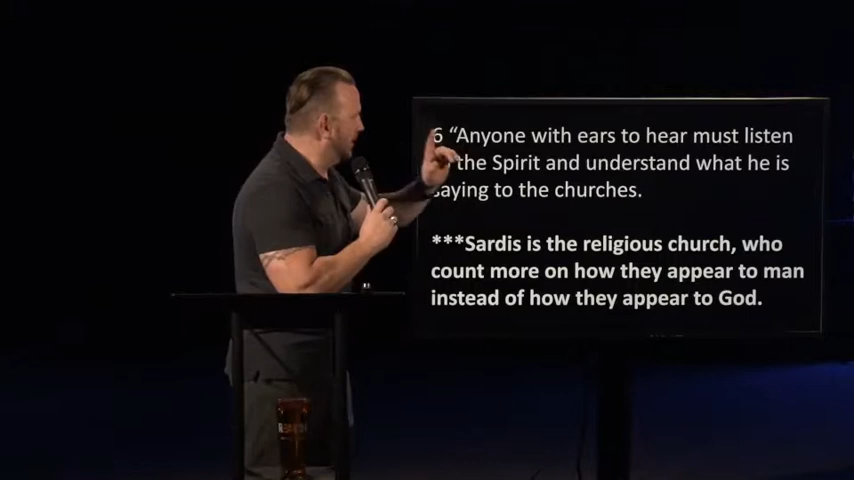 6 “Anyone with ears to hear must listen
the Spirit and understand what he is
saying to the churches.
***Sardis is the religious church, who
count more on how they appear to man
instead of how they appear to God.